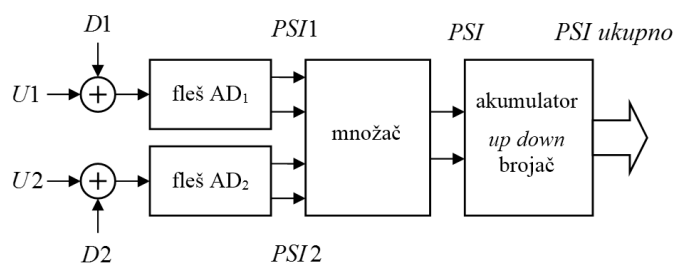 D1
PSI1
PSI
PSI ukupno
U1
+
fleš AD₁
množač
akumulator
up down
brojač
U2
+
fleš AD₂
D2
PSI2